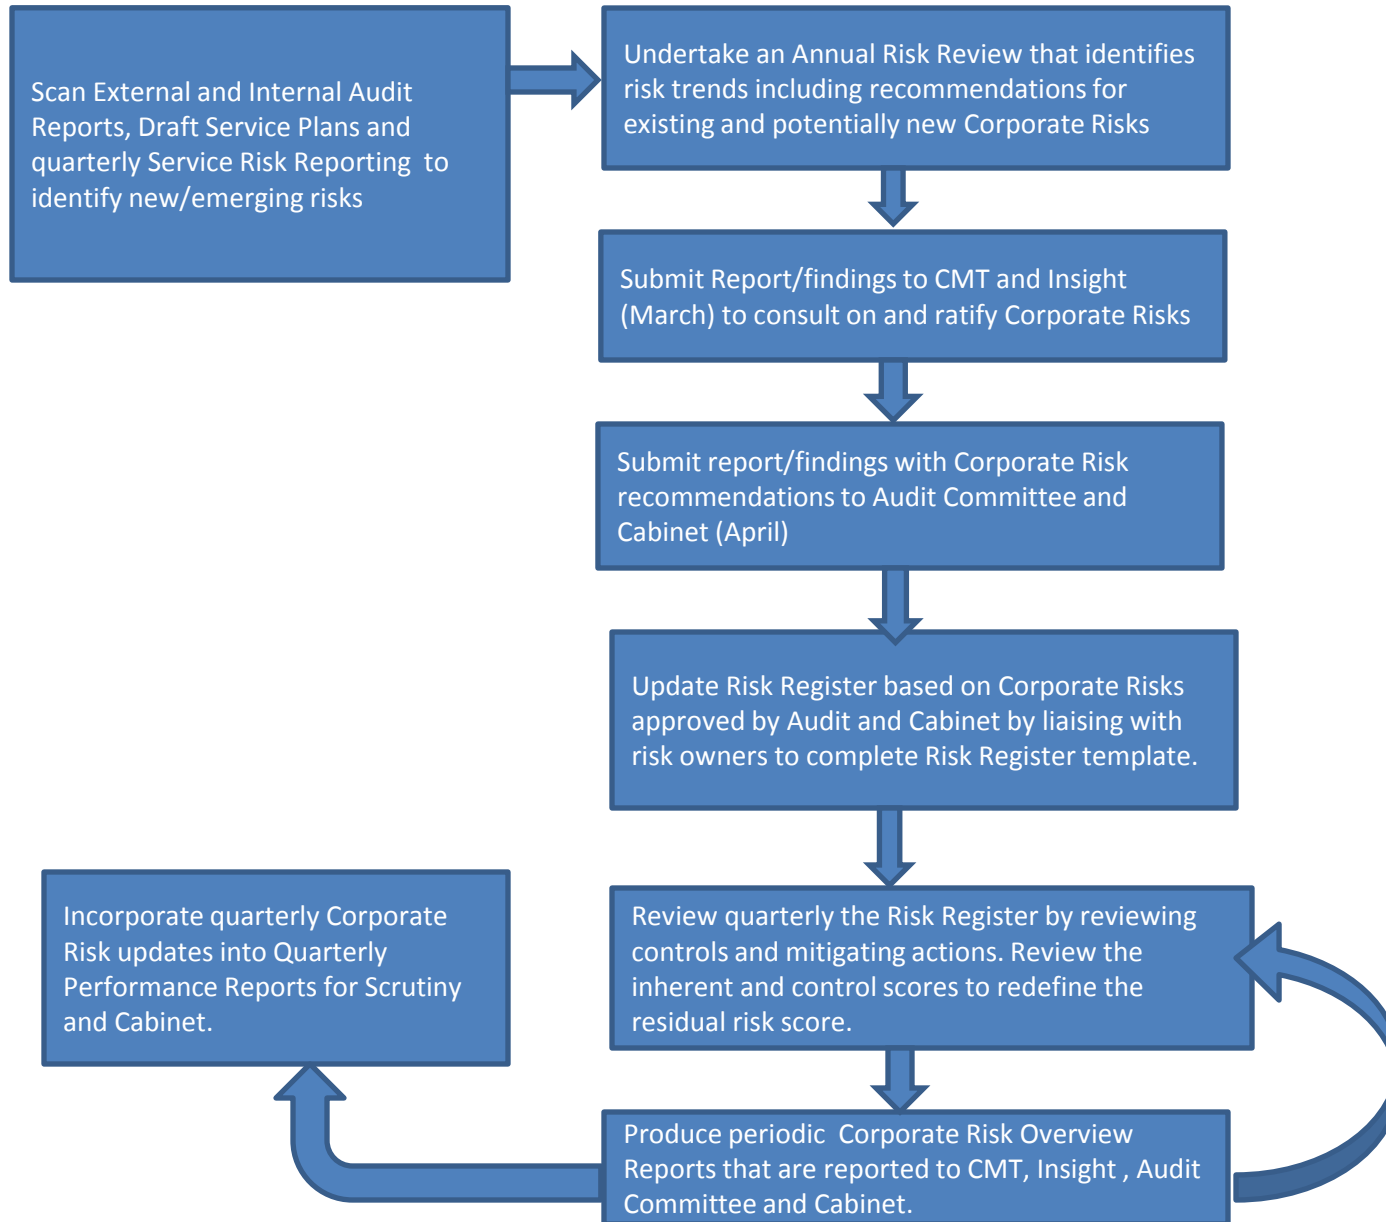 Scan External and Internal Audit
Reports, Draft Service Plans and
quarterly Service Risk Reporting  to
identify new/emerging risks
Undertake an Annual Risk Review that identifies
risk trends including recommendations for
existing and potentially new Corporate Risks
Submit Report/findings to CMT and Insight
(March) to consult on and ratify Corporate Risks
Submit report/findings with Corporate Risk
recommendations to Audit Committee and
Cabinet (April)
Update Risk Register based on Corporate Risks
approved by Audit and Cabinet by liaising with
risk owners to complete Risk Register template.
Review quarterly the Risk Register by reviewing
controls and mitigating actions. Review the
inherent and control scores to redefine the
residual risk score.
Produce periodic  Corporate Risk Overview
Reports that are reported to CMT, Insight , Audit
Committee and Cabinet.
Incorporate quarterly Corporate
Risk updates into Quarterly
Performance Reports for Scrutiny
and Cabinet.